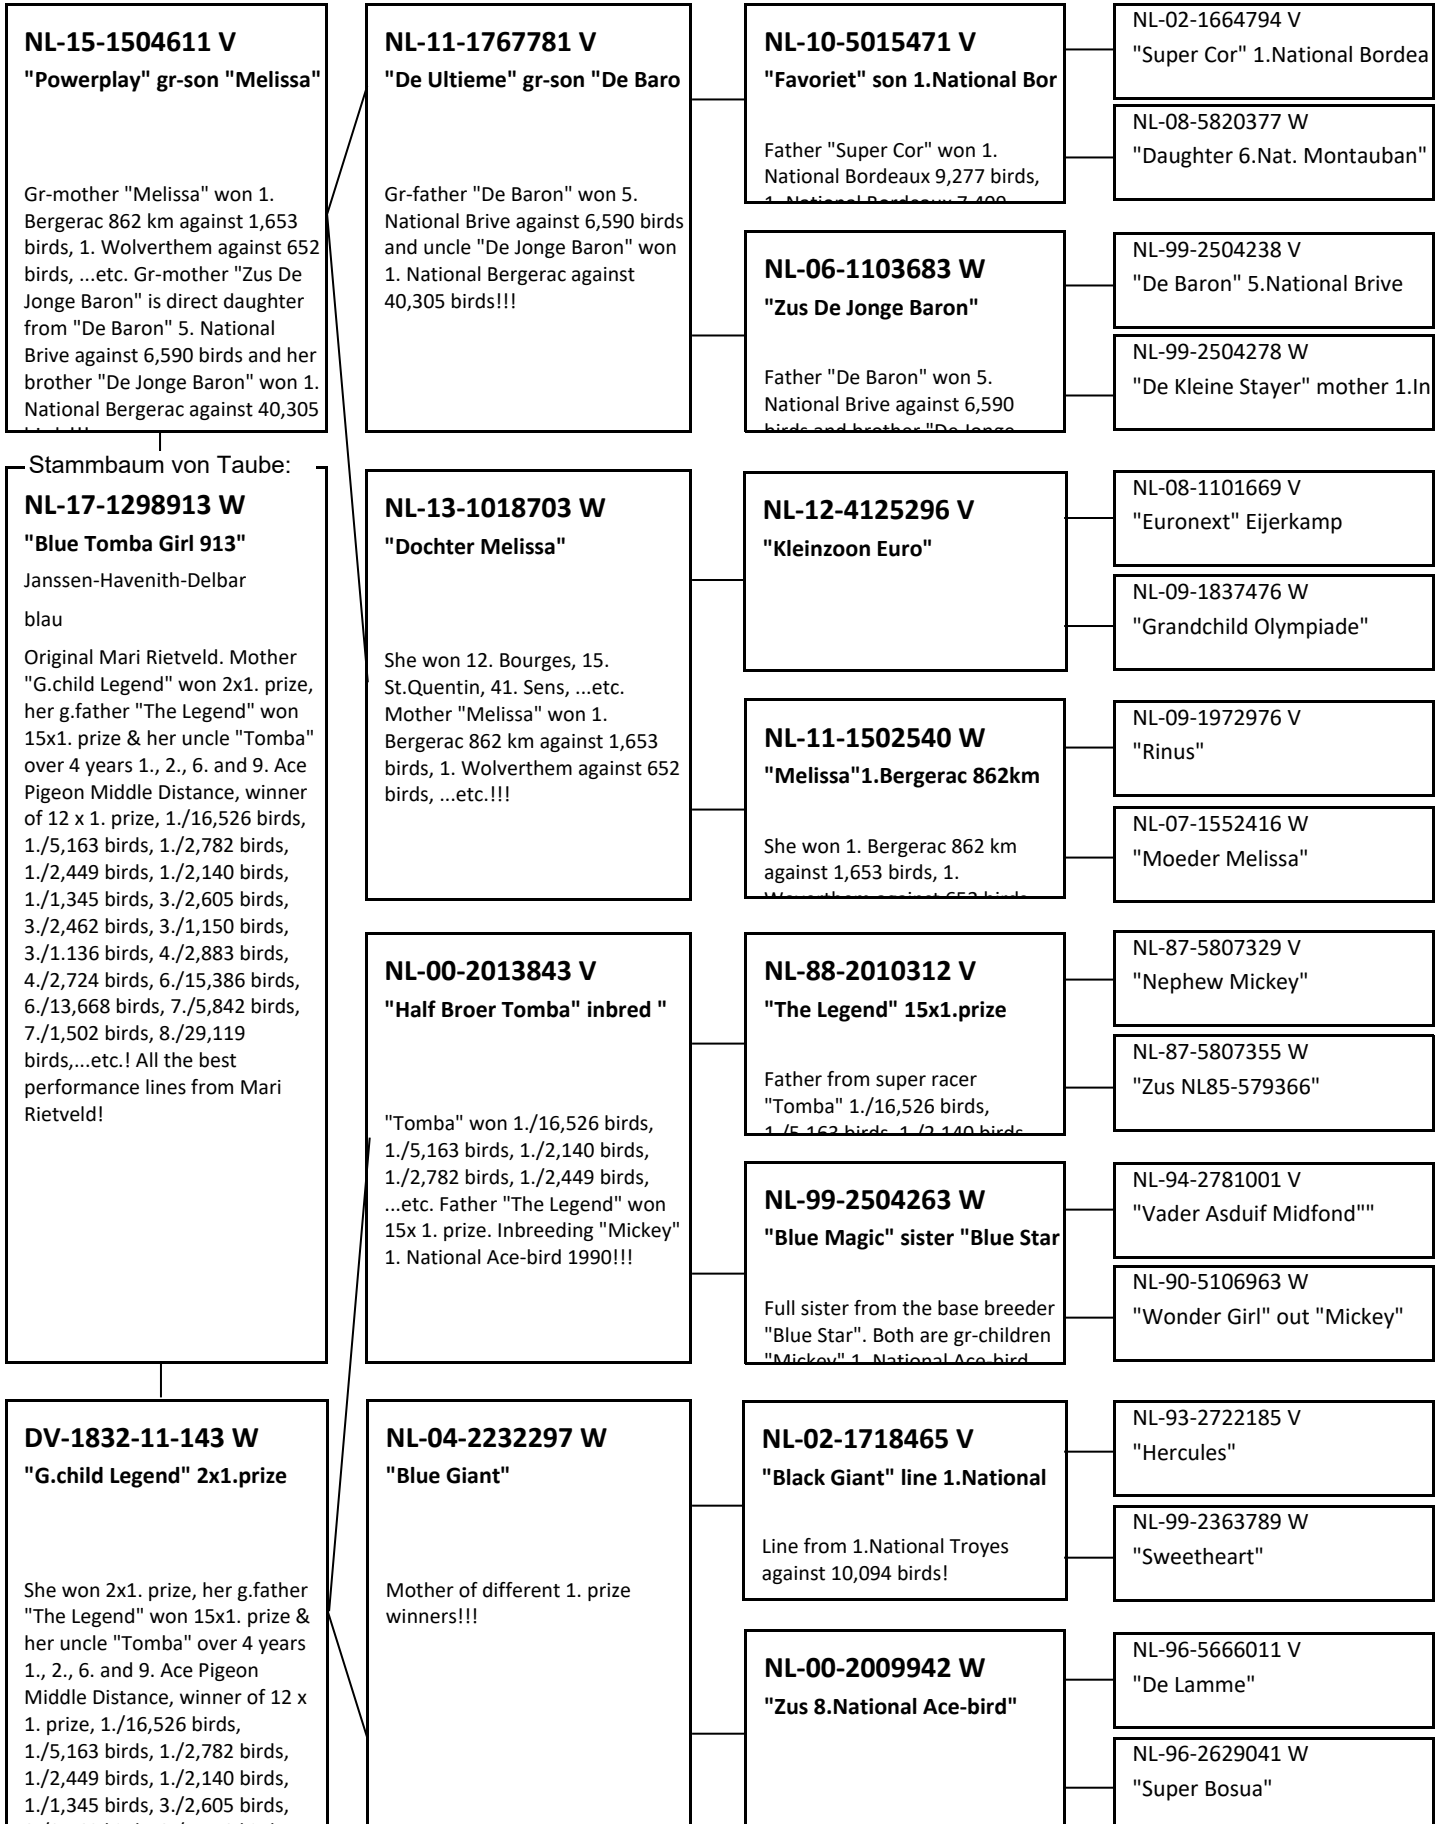 NL-15-1504611 V
"Powerplay" gr-son "Melissa"
Gr-mother "Melissa" won 1.
Bergerac 862 km against 1,653
birds, 1. Wolverthem against 652
birds, ...etc. Gr-mother "Zus De
Jonge Baron" is direct daughter
from "De Baron" 5. National
Brive against 6,590 birds and her
brother "De Jonge Baron" won 1.
National Bergerac against 40,305
Stammbaum von Taube:
NL-17-1298913 W
"Blue Tomba Girl 913"
Janssen-Havenith-Delbar
blau
Original Mari Rietveld. Mother
"G.child Legend" won 2x1. prize,
her g.father "The Legend" won
15x1. prize & her uncle "Tomba"
over 4 years 1., 2., 6. and 9. Ace
Pigeon Middle Distance, winner
of 12 x 1. prize, 1./16,526 birds,
1./5,163 birds, 1./2,782 birds,
1./2,449 birds, 1./2,140 birds,
1./1,345 birds, 3./2,605 birds,
3./2,462 birds, 3./1,150 birds,
3./1.136 birds, 4./2,883 birds,
4./2,724 birds, 6./15,386 birds,
6./13,668 birds, 7./5,842 birds,
7./1,502 birds, 8./29,119
birds,...etc.! All the best
performance lines from Mari
Rietveld!
DV-1832-11-143 W
"G.child Legend" 2x1.prize
She won 2x1. prize, her g.father
"The Legend" won 15x1. prize &
her uncle "Tomba" over 4 years
1., 2., 6. and 9. Ace Pigeon
Middle Distance, winner of 12 x
1. prize, 1./16,526 birds,
1./5,163 birds, 1./2,782 birds,
1./2,449 birds, 1./2,140 birds,
1./1,345 birds, 3./2,605 birds,
NL-11-1767781 V
"De Ultieme" gr-son "De Baro
Gr-father "De Baron" won 5.
National Brive against 6,590 birds
and uncle "De Jonge Baron" won
1. National Bergerac against
40,305 birds!!!
NL-13-1018703 W
"Dochter Melissa"
She won 12. Bourges, 15.
St.Quentin, 41. Sens, ...etc.
Mother "Melissa" won 1.
Bergerac 862 km against 1,653
birds, 1. Wolverthem against 652
birds, ...etc.!!!
NL-00-2013843 V
"Half Broer Tomba" inbred "
"Tomba" won 1./16,526 birds,
1./5,163 birds, 1./2,140 birds,
1./2,782 birds, 1./2,449 birds,
...etc. Father "The Legend" won
15x 1. prize. Inbreeding "Mickey"
1. National Ace-bird 1990!!!
NL-04-2232297 W
"Blue Giant"
Mother of different 1. prize
winners!!!
NL-10-5015471 V
"Favoriet" son 1.National Bor
Father "Super Cor" won 1.
National Bordeaux 9,277 birds,
1. National Bordeaux 7,400
NL-06-1103683 W
"Zus De Jonge Baron"
Father "De Baron" won 5.
National Brive against 6,590
birds and brother "De Jonge
NL-12-4125296 V
"Kleinzoon Euro"
NL-11-1502540 W
"Melissa"1.Bergerac 862km
She won 1. Bergerac 862 km
against 1,653 birds, 1.
against 652 birds
NL-88-2010312 V
"The Legend" 15x1.prize
Father from super racer
"Tomba" 1./16,526 birds,
1./5,163 birds, 1./2,140 birds
NL-99-2504263 W
"Blue Magic" sister "Blue Star
Full sister from the base breeder
"Blue Star". Both are gr-children
"Mickey" 1. National Ace-bird
NL-02-1718465 V
"Black Giant" line 1.National
Line from 1.National Troyes
against 10,094 birds!
NL-00-2009942 W
"Zus 8.National Ace-bird"
NL-02-1664794 V
"Super Cor" 1.National Bordea
NL-08-5820377 W
"Daughter 6.Nat. Montauban"
NL-99-2504238 V
"De Baron" 5.National Brive
NL-99-2504278 W
"De Kleine Stayer" mother 1.In
NL-08-1101669 V
"Euronext" Eijerkamp
NL-09-1837476 W
"Grandchild Olympiade"
NL-09-1972976 V
"Rinus"
NL-07-1552416 W
"Moeder Melissa"
NL-87-5807329 V
"Nephew Mickey"
NL-87-5807355 W
"Zus NL85-579366"
NL-94-2781001 V
"Vader Asduif Midfond""
NL-90-5106963 W
"Wonder Girl" out "Mickey"
NL-93-2722185 V
"Hercules"
NL-99-2363789 W
"Sweetheart"
NL-96-5666011 V
"De Lamme"
NL-96-2629041 W
"Super Bosua"